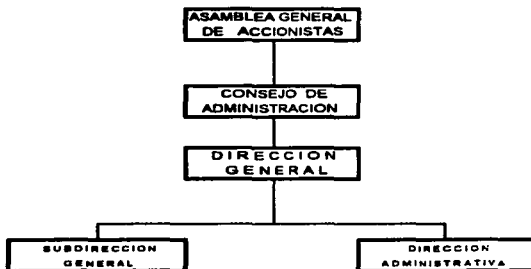 ASAMBLEA GENERAL
DE ACCIONISTAS
CONSEJO DE
ADMINISTRACION
DIRECCION
GENERAL
SUBDIRECCION
GENERAL
DIRECCION
ADMINISTRATIVA